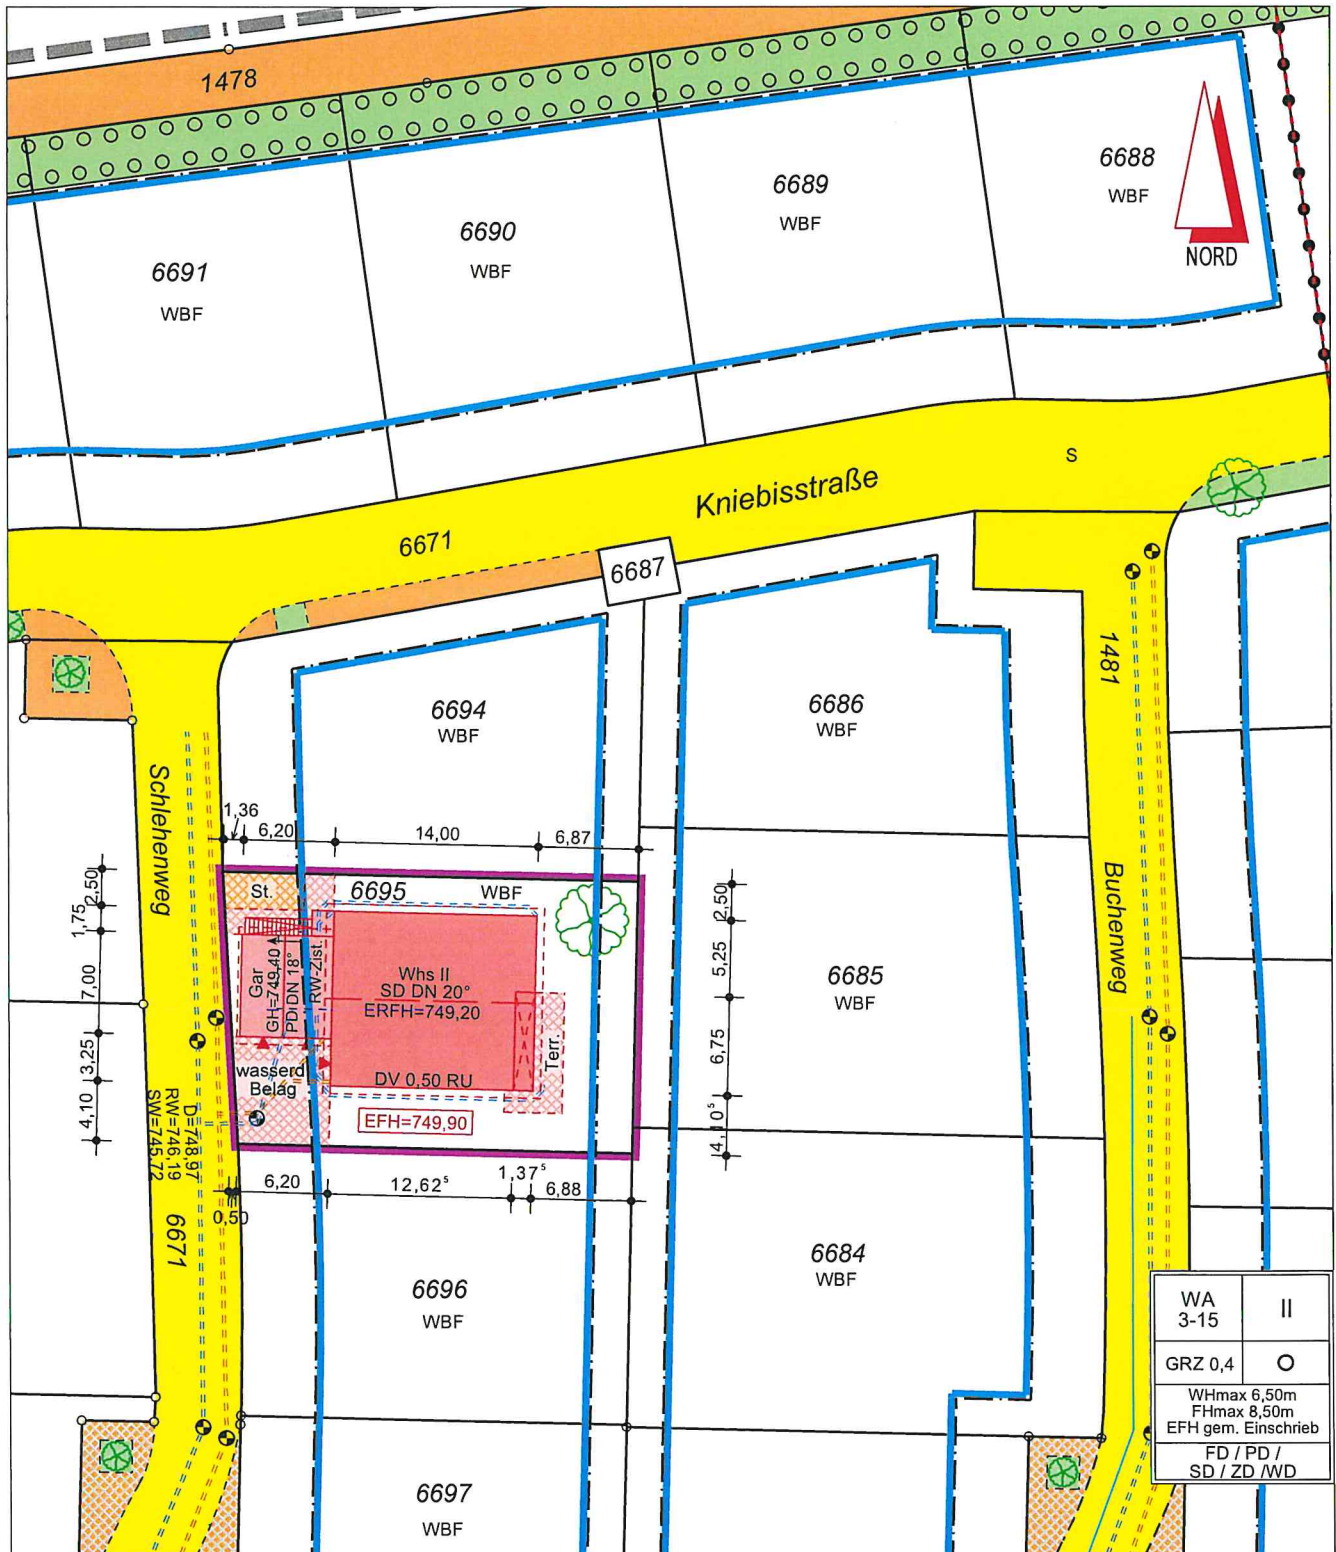 1478
6688
WBF
6689
WBF
6690
WBF
6691
WBF
NORD
S
Kniebisstraße
6671
6687
1481
6694
WBF
6686
WBF
Schlehenweg
1,36
6,20
14,00
6,87
2,50
1,75
7,00
3,25
4,10
St.
6695
WBF
Gar
GH=749,40
PD DN 18°
RW-Zist.
Whs II
SD DN 20°
ERFH=749,20
Terr.
wasserd
Belag
DV 0,50 RU
EFH=749,90
2,50
5,25
6,75
4,10⁵
6685
WBF
Buchenweg
D=748,97
RW=746,19
SW=745,72
6671
0,50
6,20
12,62⁵
1,37⁵
6,88
6684
WBF
6696
WBF
6697
WBF
WA
3-15
II
GRZ 0,4
O
WHmax 6,50m
FHmax 8,50m
EFH gem. Einschrieb
FD / PD /
SD / ZD /WD